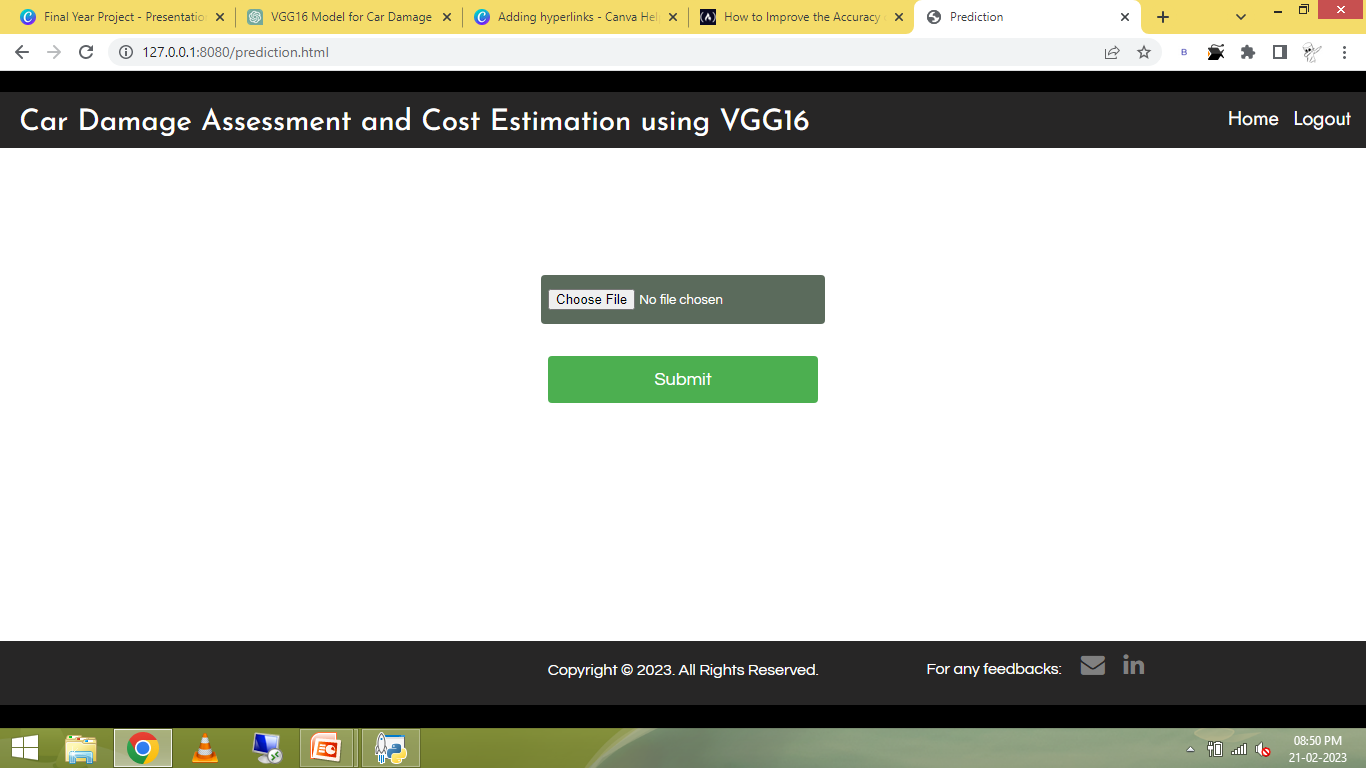 Final Year Project - Presentatio
VGG16 Model for Car Damage
Adding hyperlinks - Canva Hel
How to Improve the Accuracy
Prediction
127.0.0.1:8080/prediction.html
B
Car Damage Assessment and Cost Estimation using VGG16
Home
Logout
Choose File No file chosen
Submit
Copyright © 2023. All Rights Reserved.
For any feedbacks:
in
08:50 PM
21-02-2023